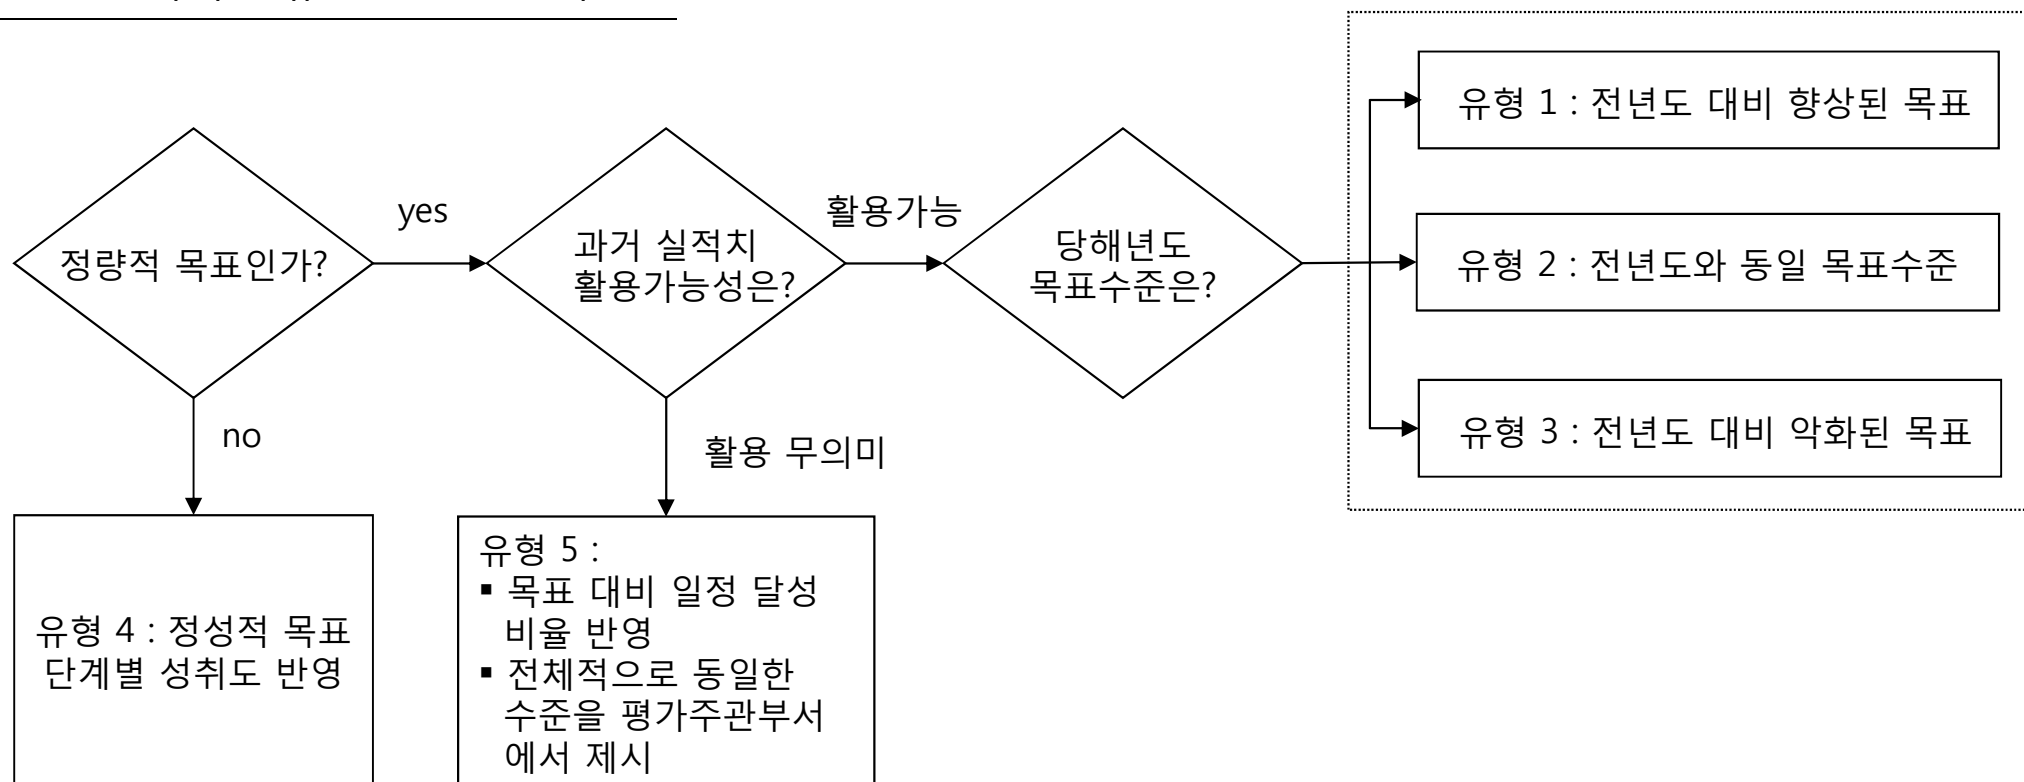 정량적 목표인가?
yes
no
과거 실적치
활용가능성은?
활용가능
활용 무의미
당해년도
목표수준은?
유형 1 : 전년도 대비 향상된 목표
유형 2 : 전년도와 동일 목표수준
유형 3 : 전년도 대비 악화된 목표
유형 4 : 정성적 목표
단계별 성취도 반영
유형 5 :
▪ 목표 대비 일정 달성
비율 반영
▪ 전체적으로 동일한
수준을 평가주관부서
에서 제시